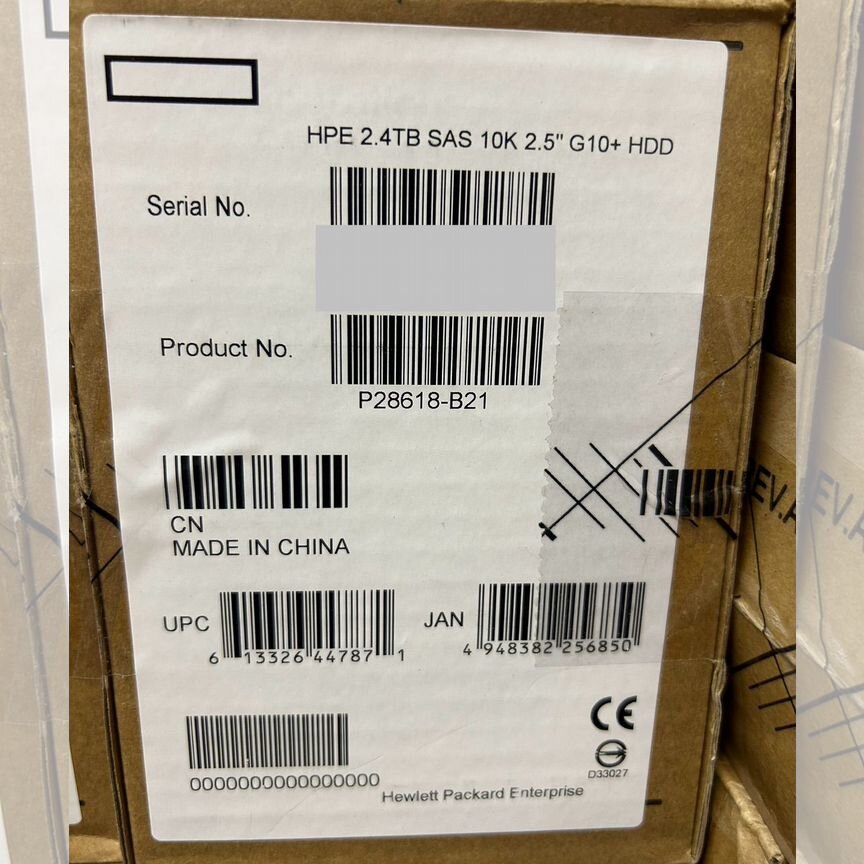 HPE 2.4TB SAS 10K 2.5" G10+ HDD
Serial No.
Product No.
P28618-B21
CN
MADE IN CHINA
UPC
6 13326 44787 1
JAN
4 948382 256850
CE
D33027
0000000000000000
Hewlett Packard Enterprise